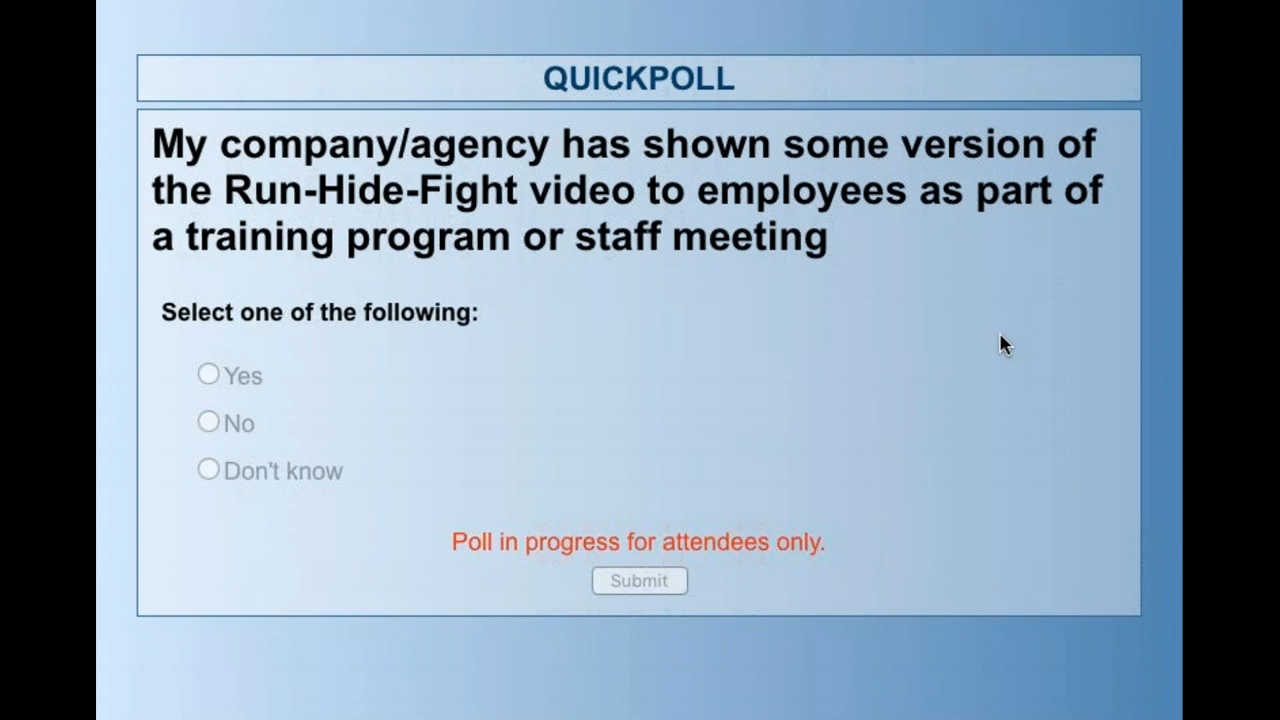 QUICKPOLL
My company/agency has shown some version of
the Run-Hide-Fight video to employees as part of
a training program or staff meeting
Select one of the following:
Yes
No
Don't know
Poll in progress for attendees only.
Submit